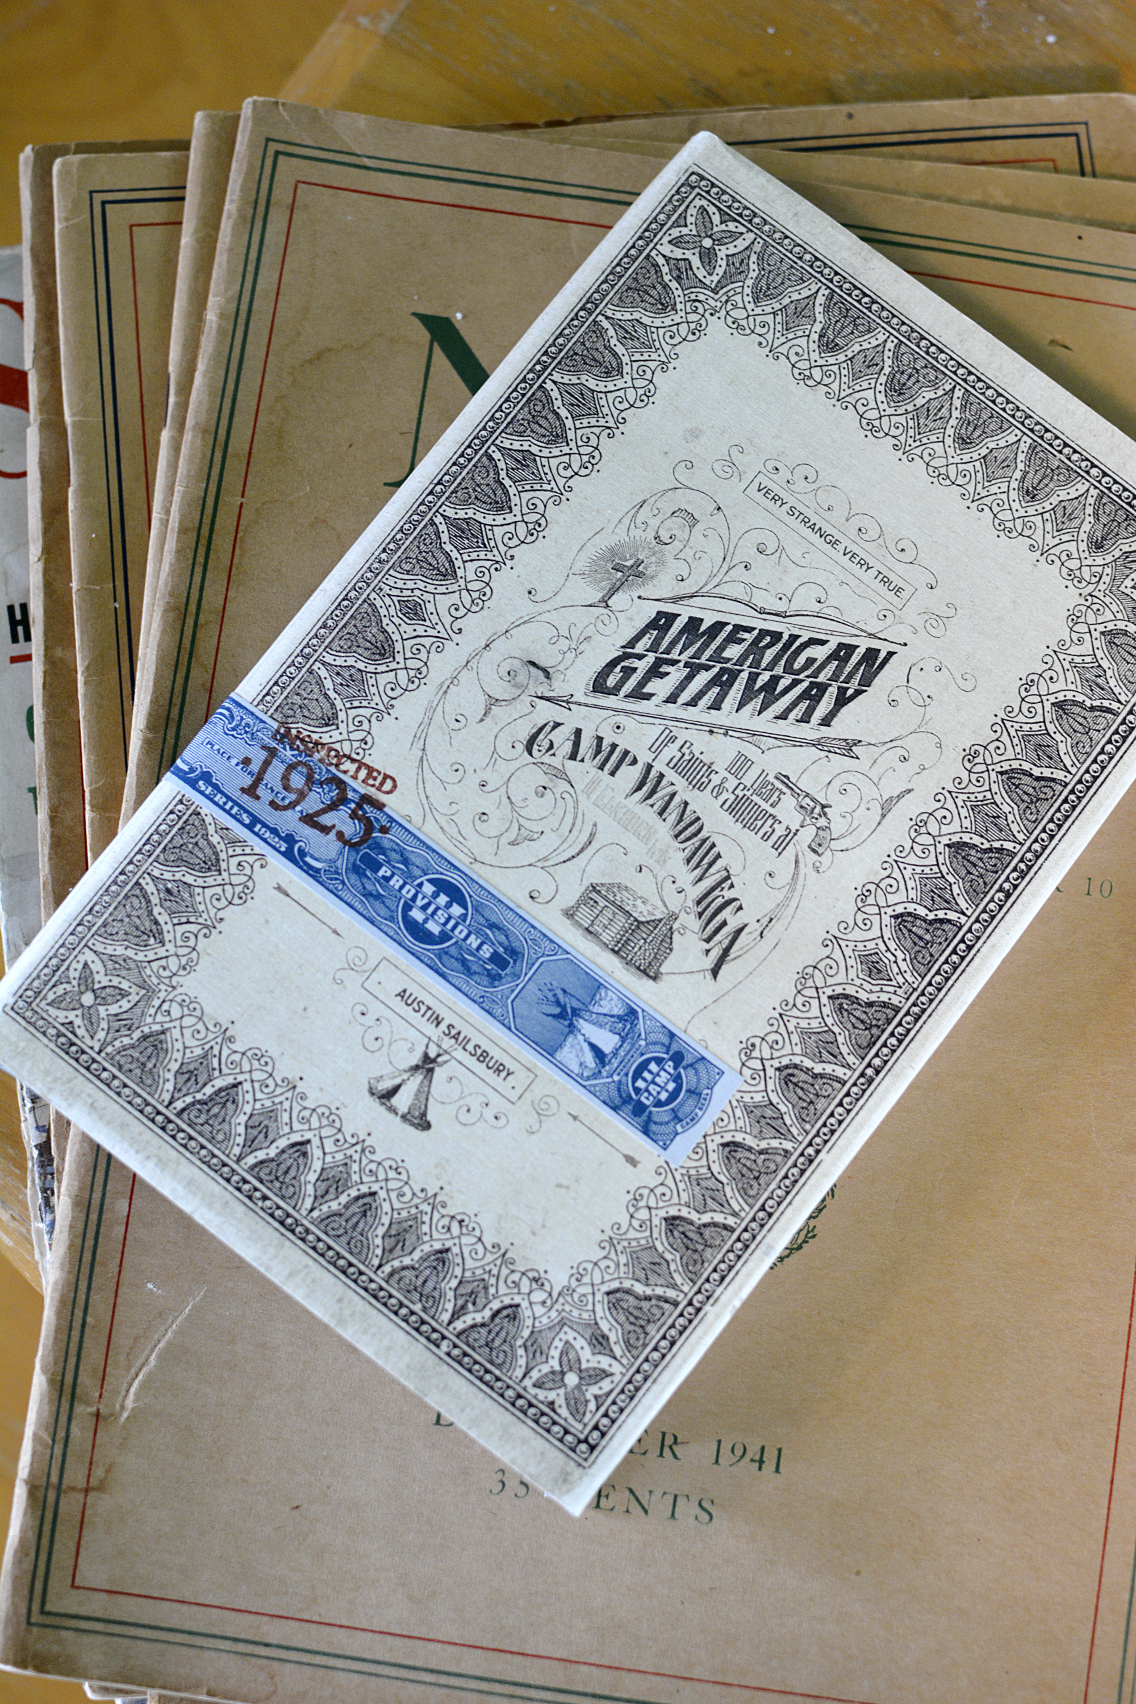 VERY STRANGE. VERY TRUE.
AMERICAN
GETAWAY
100 years
Of Saints & Sinners at
CAMP WANDAWEGA
INSPECTED
·1925·
SERIES 1925
PROVISIONS
CAMP
AUSTIN SAILSBURY.
10
ER 1941
35 CENTS